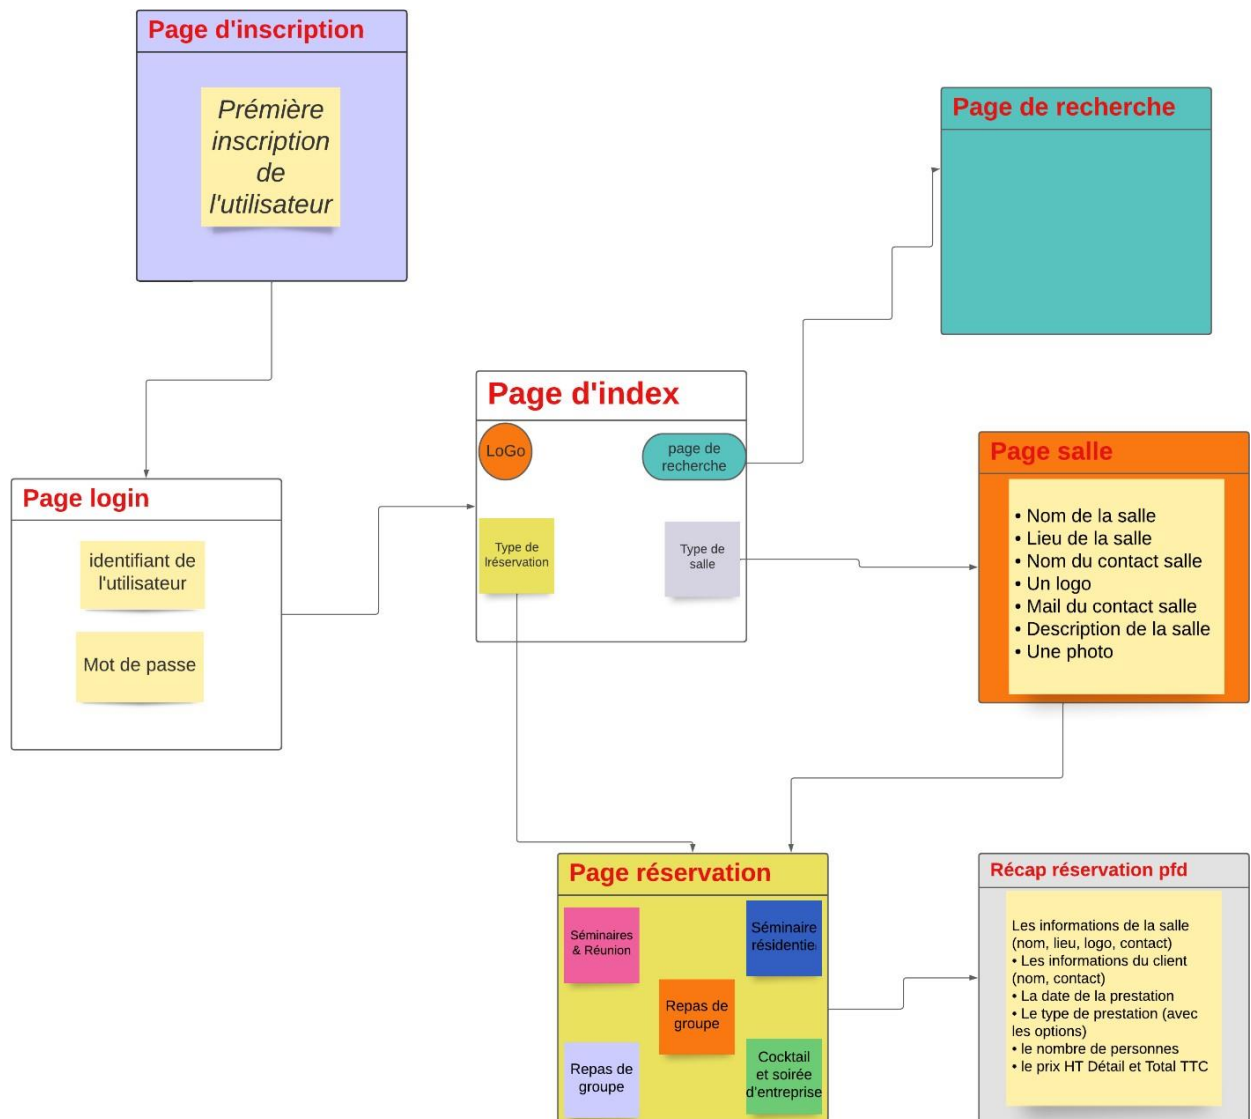 Page d'inscription
Prémière
inscription
de
l'utilisateur
Page de recherche
Page d'index
LoGo
page de
recherche
Type de
lréservation
Type de
salle
Page login
identifiant de
l'utilisateur
Mot de passe
Page salle
• Nom de la salle
• Lieu de la salle
• Nom du contact salle
• Un logo
• Mail du contact salle
• Description de la salle
• Une photo
Page réservation
Séminaires
& Réunion
Séminaire
résidentie
Repas de
groupe
Repas de
groupe
Cocktail
et soirée
d'entreprise
Récap réservation pfd
Les informations de la salle
(nom, lieu, logo, contact)
• Les informations du client
(nom, contact)
• La date de la prestation
• Le type de prestation (avec
les options)
• le nombre de personnes
• le prix HT Détail et Total TTC